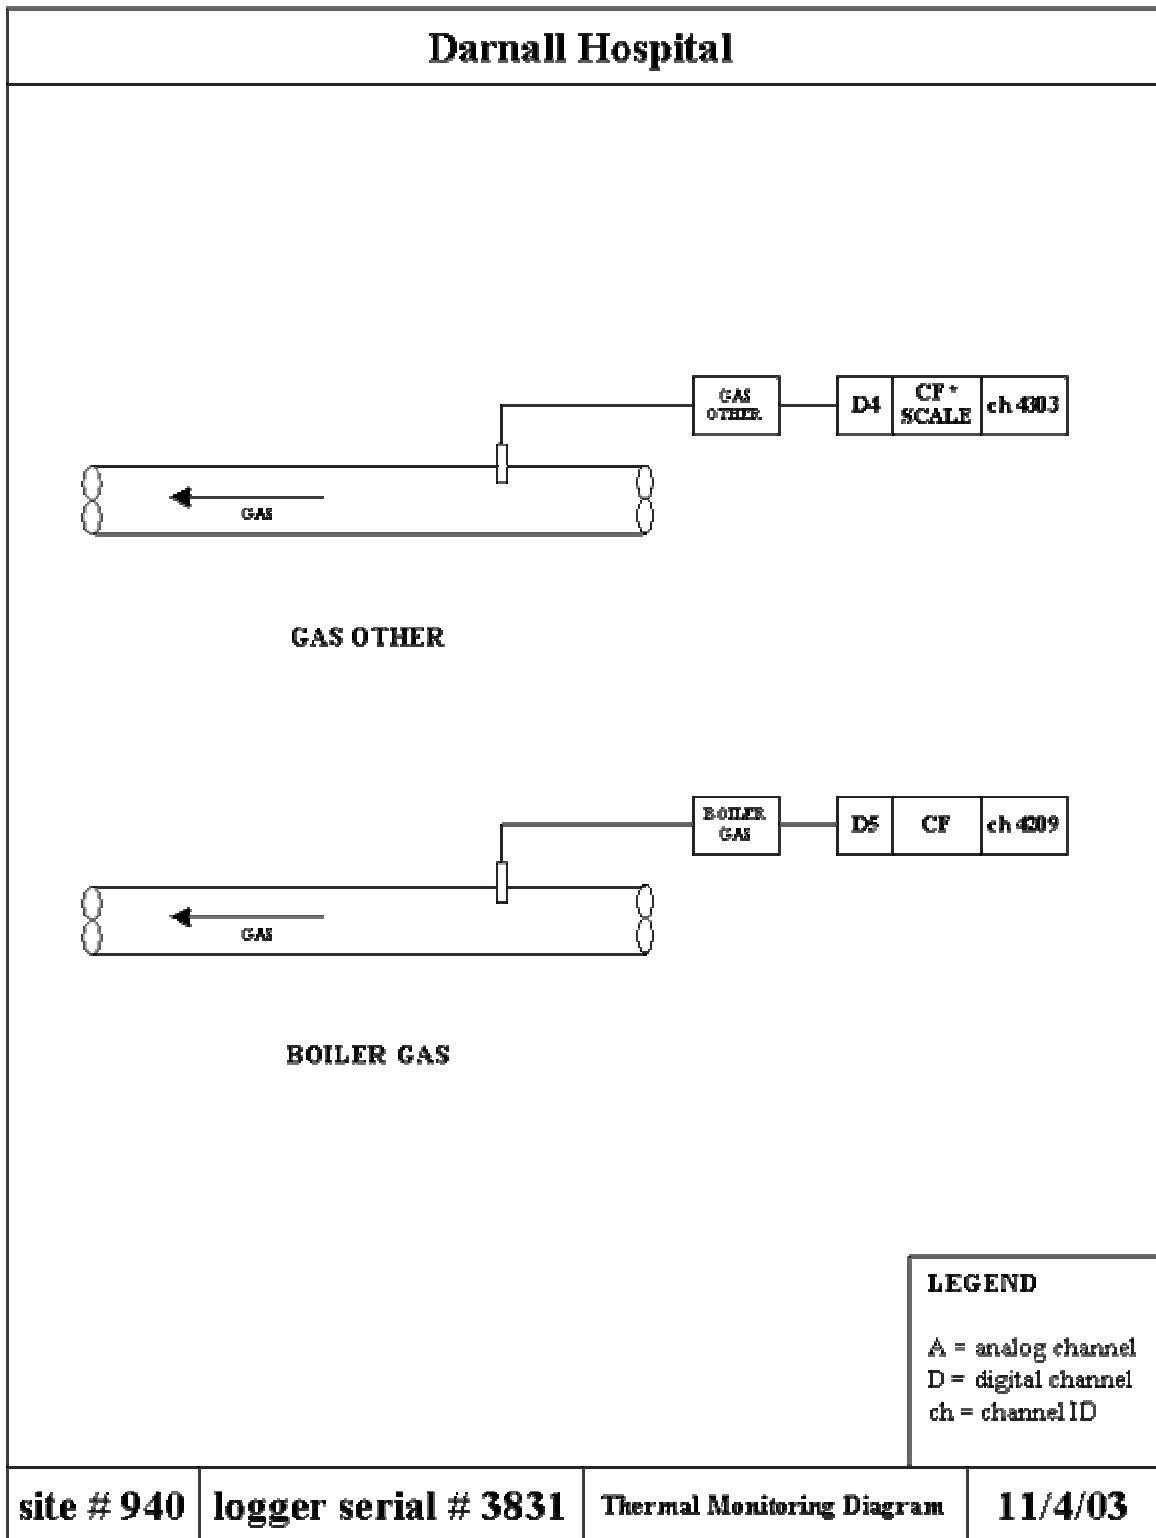 Darnall Hospital
GAS
OTHER
D4
CF *
SCALE
ch 4303
GAS
GAS OTHER
BOILER
GAS
D5
CF
ch 4209
GAS
BOILER GAS
LEGEND
A = analog channel
D = digital channel
ch = channel ID
site # 940
logger serial # 3831
Thermal Monitoring Diagram
11/4/03